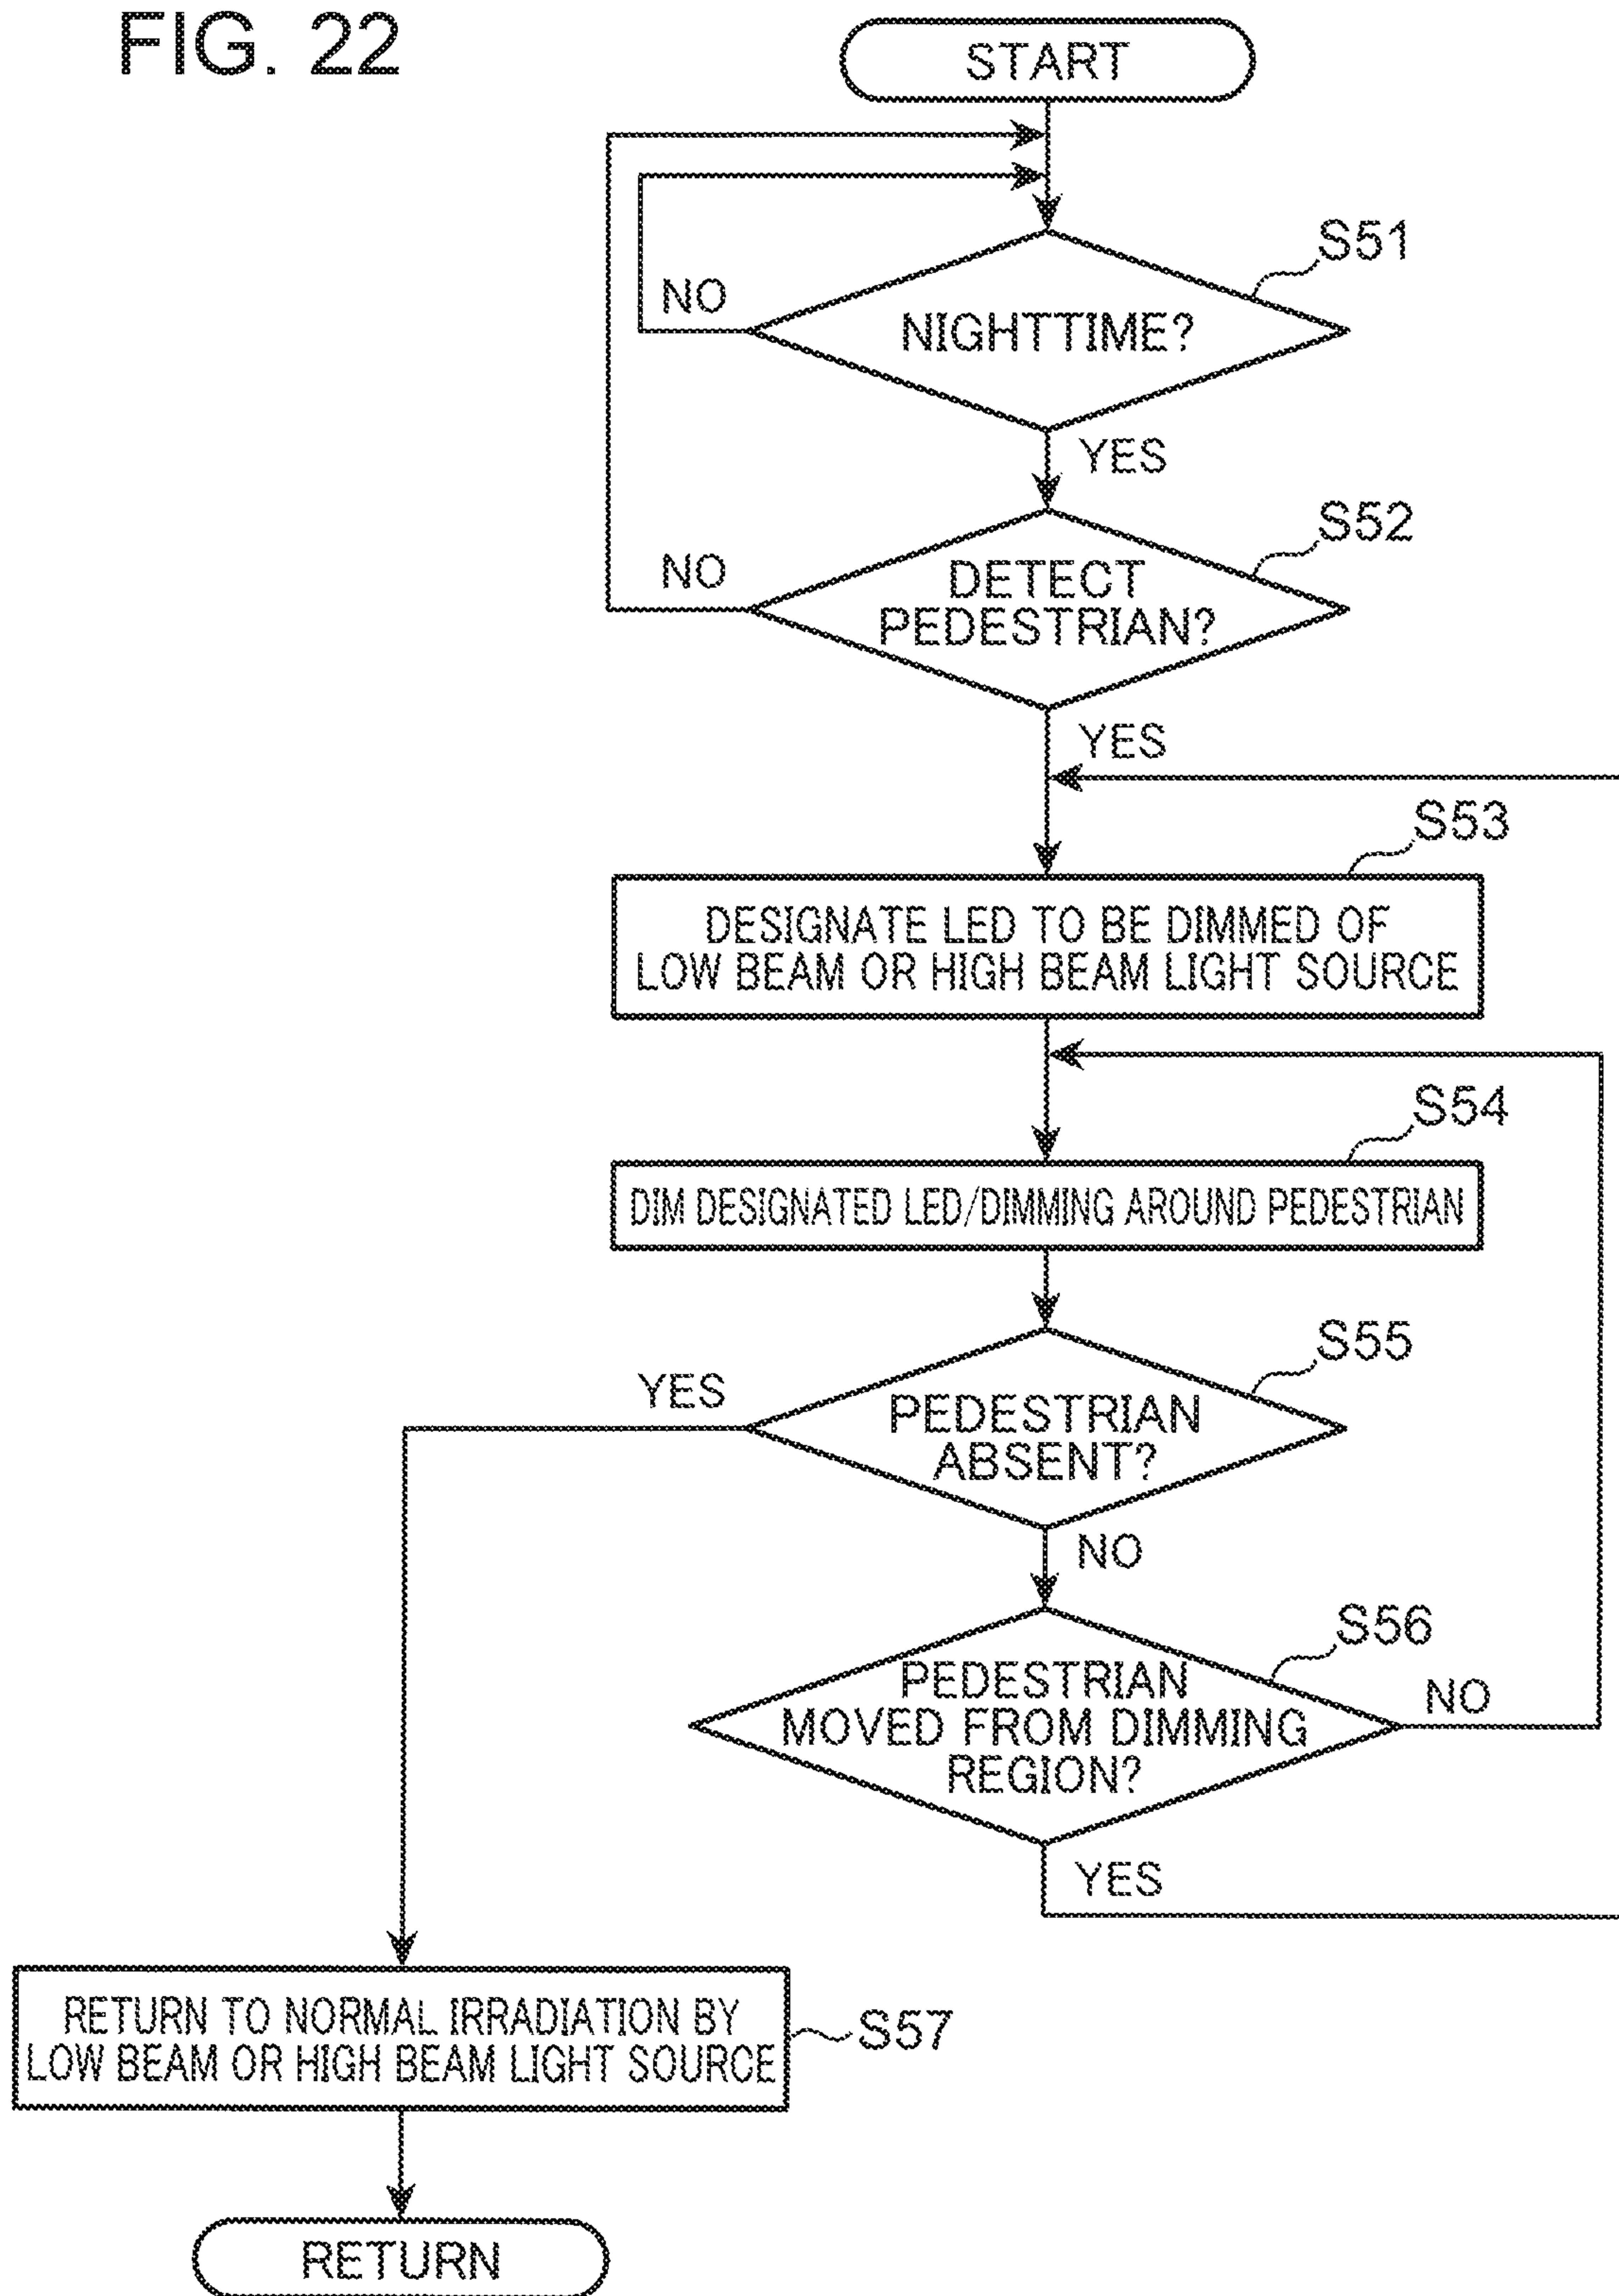 FIG. 22
START
S51
NO
NIGHTTIME?
YES
S52
NO
DETECT
PEDESTRIAN?
YES
S53
DESIGNATE LED TO BE DIMMED OF
LOW BEAM OR HIGH BEAM LIGHT SOURCE
S54
DIM DESIGNATED LED/DIMMING AROUND PEDESTRIAN
S55
YES
PEDESTRIAN
ABSENT?
NO
S56
PEDESTRIAN
MOVED FROM DIMMING
REGION?
NO
YES
RETURN TO NORMAL IRRADIATION BY
LOW BEAM OR HIGH BEAM LIGHT SOURCE
S57
RETURN